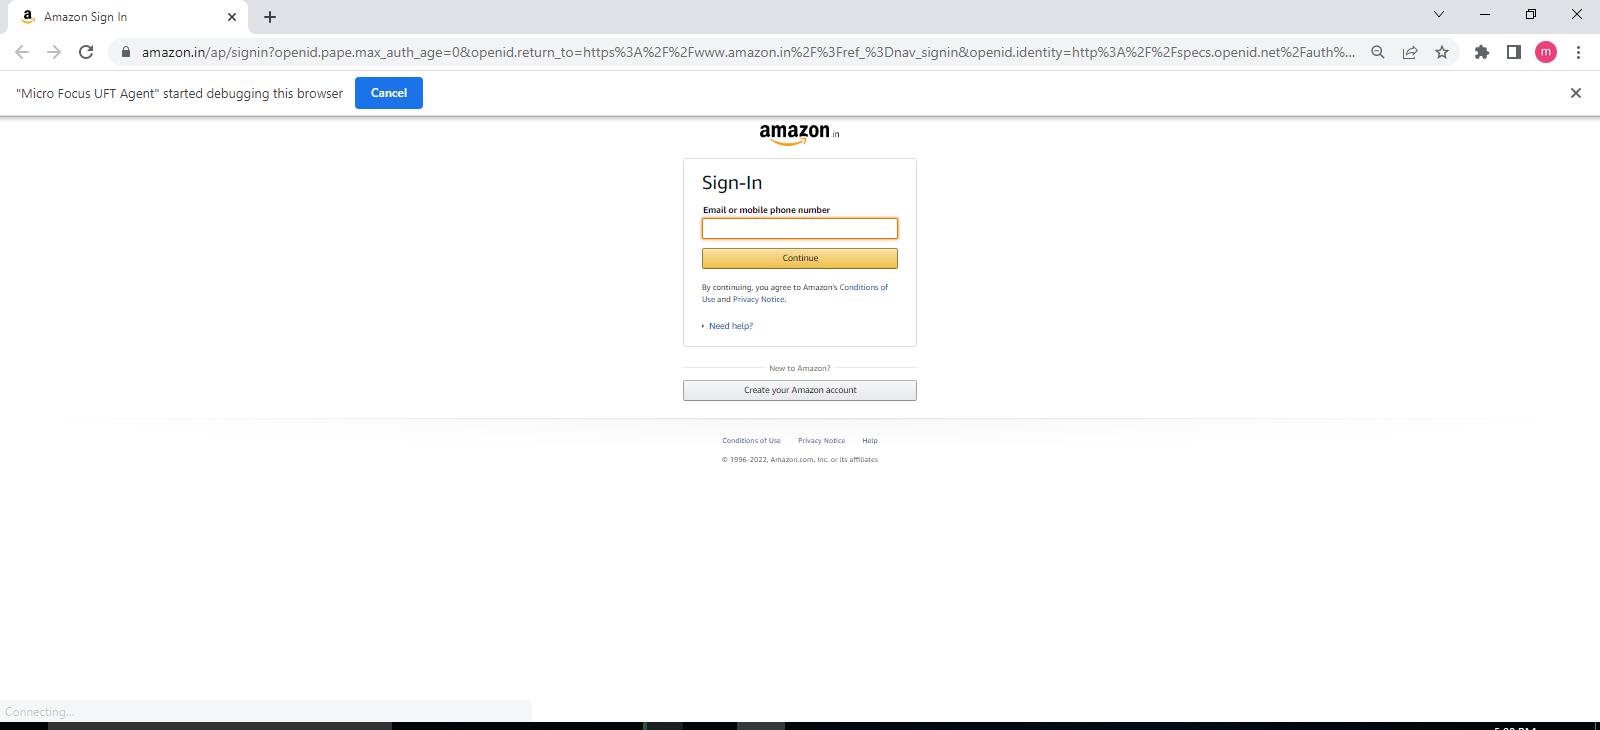 Amazon Sign In
amazon.in/ap/signin?openid.pape.max_auth_age=0&openid.return_to=https%3A%2F%2Fwww.amazon.in%2F%3Fref_%3Dnav_signin&openid.identity=http%3A%2F%2Fspecs.openid.net%2Fauth%...
m
"Micro Focus UFT Agent" started debugging this browser
Cancel
amazon.in
Sign-In
Email or mobile phone number
Continue
By continuing, you agree to Amazon's Conditions of
Use and Privacy Notice.
Need help?
New to Amazon?
Create your Amazon account
Conditions of Use Privacy Notice Help
© 1996-2022, Amazon.com, Inc. or its affiliates
Connecting...